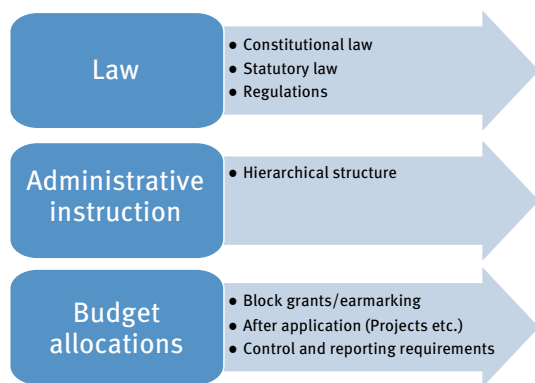 Law
● Constitutional law
● Statutory law
● Regulations
Administrative
instruction
● Hierarchical structure
Budget
allocations
● Block grants/earmarking
● After application (Projects etc.)
● Control and reporting requirements